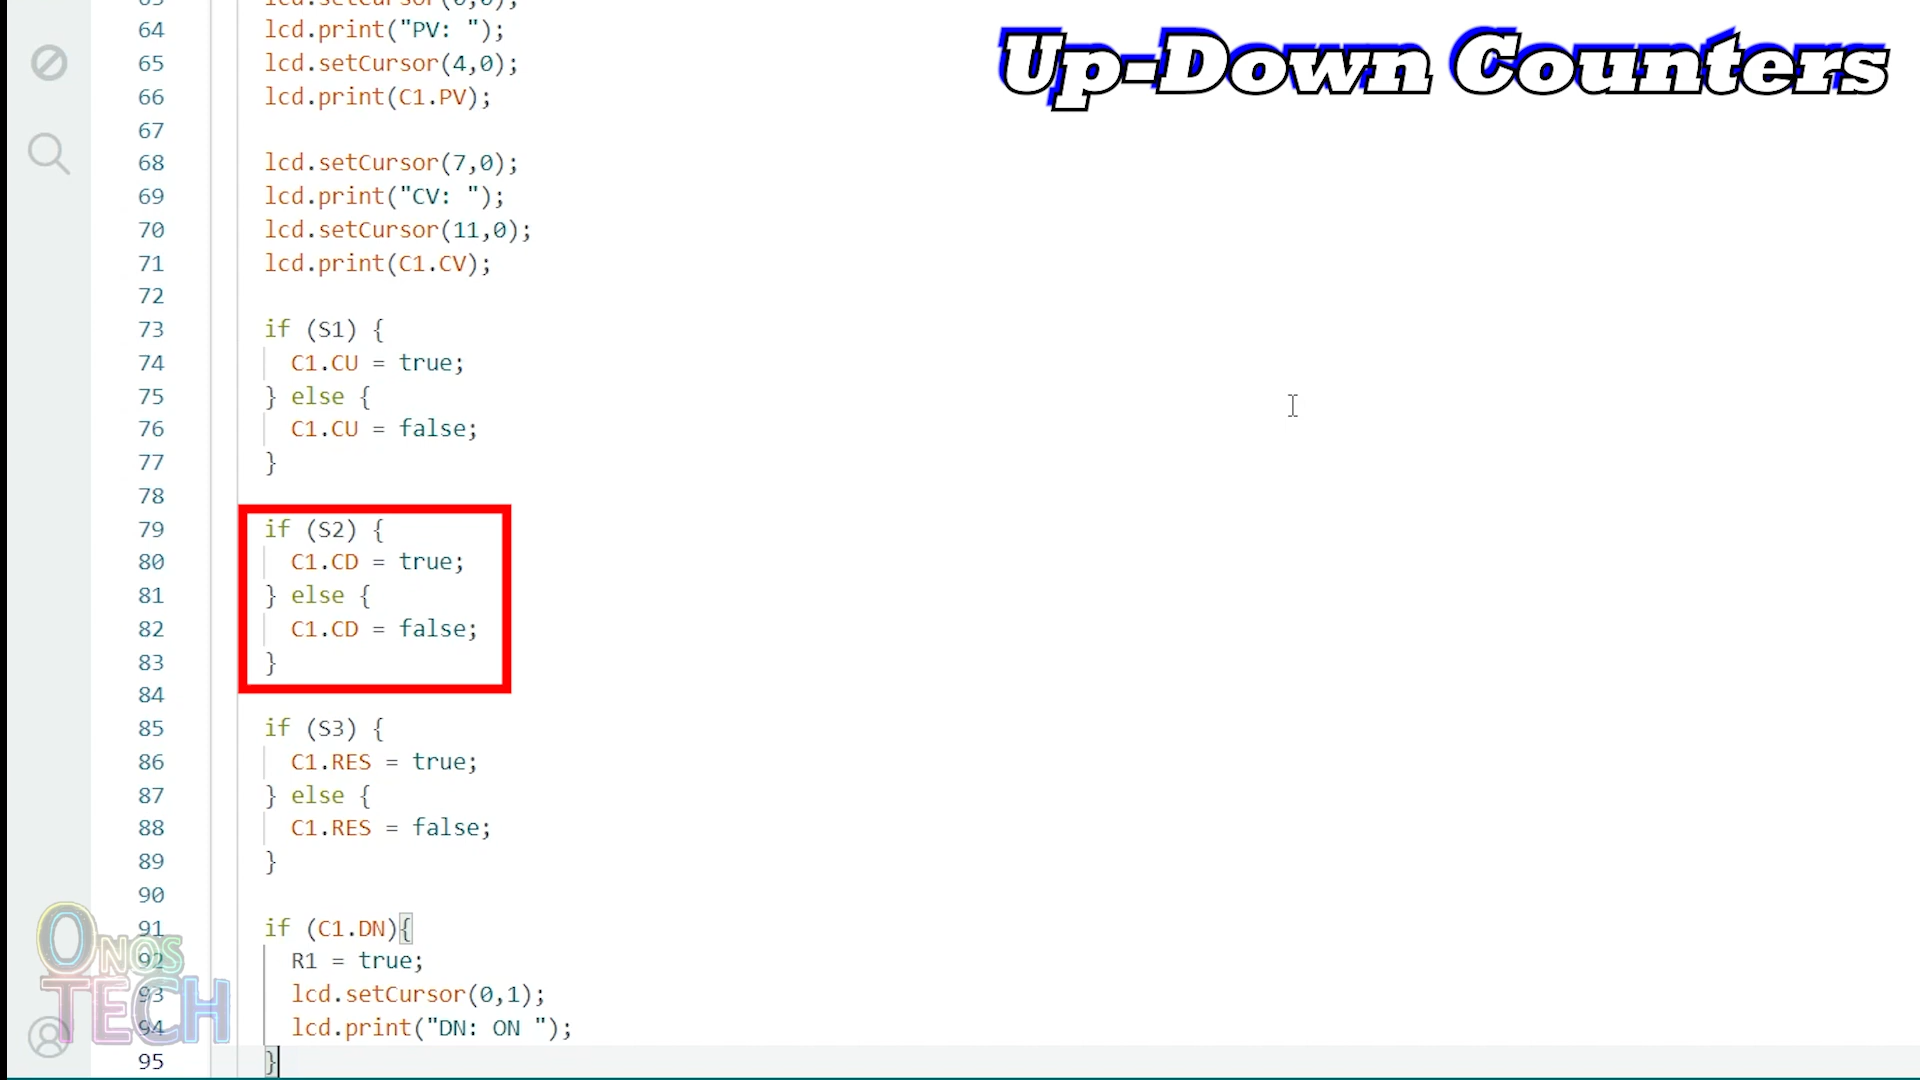 Up-Down Counters
64 lcd.print("PV: ");
65 lcd.setCursor(4,0);
66 lcd.print(C1.PV);
67
68 lcd.setCursor(7,0);
69 lcd.print("CV: ");
70 lcd.setCursor(11,0);
71 lcd.print(C1.CV);
72
73 if (S1) {
74 C1.CU = true;
75 } else {
76 C1.CU = false;
77 }
78
79 if (S2) {
80 C1.CD = true;
81 } else {
82 C1.CD = false;
83 }
84
85 if (S3) {
86 C1.RES = true;
87 } else {
88 C1.RES = false;
89 }
90
91 if (C1.DN){
92 R1 = true;
93 lcd.setCursor(0,1);
94 lcd.print("DN: ON ");
95 }
ONOS
TECH